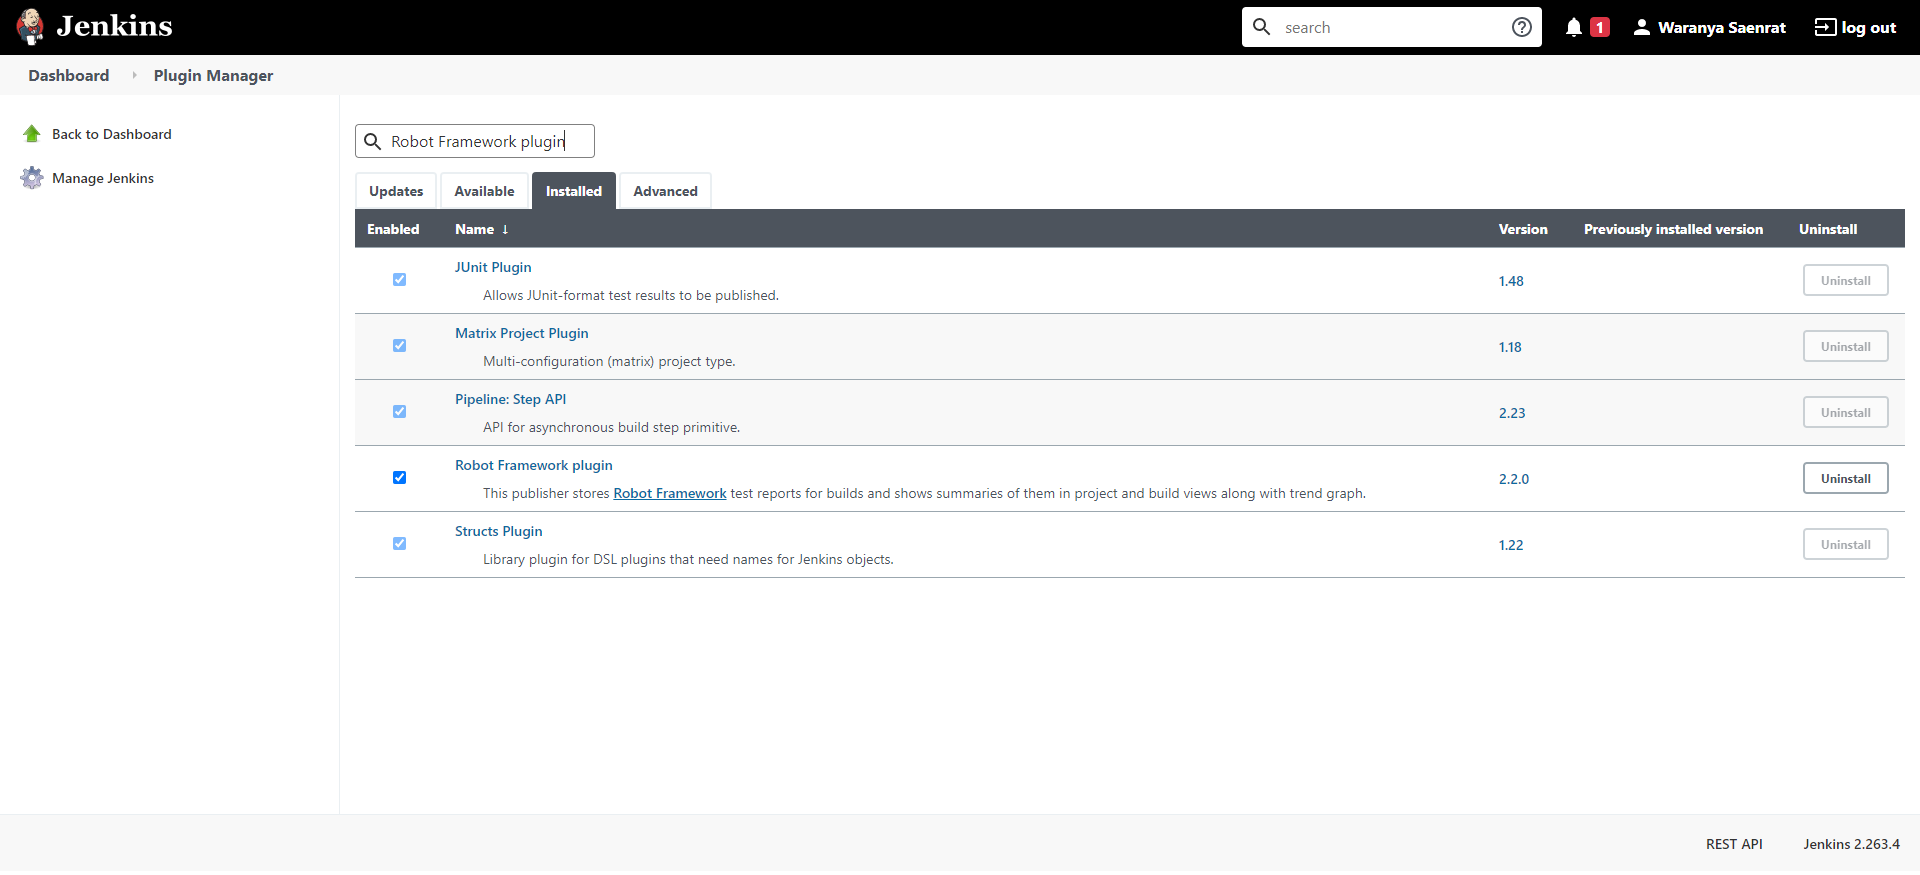 Jenkins
search
1
Waranya Saenrat
log out
Dashboard
Plugin Manager
Back to Dashboard
Manage Jenkins
Robot Framework plugin
Updates
Available
Installed
Advanced
Enabled
Name ↓
Version
Previously installed version
Uninstall
JUnit Plugin
Allows JUnit-format test results to be published.
1.48
Uninstall
Matrix Project Plugin
Multi-configuration (matrix) project type.
1.18
Uninstall
Pipeline: Step API
API for asynchronous build step primitive.
2.23
Uninstall
Robot Framework plugin
This publisher stores Robot Framework test reports for builds and shows summaries of them in project and build views along with trend graph.
2.2.0
Uninstall
Structs Plugin
Library plugin for DSL plugins that need names for Jenkins objects.
1.22
Uninstall
REST API
Jenkins 2.263.4